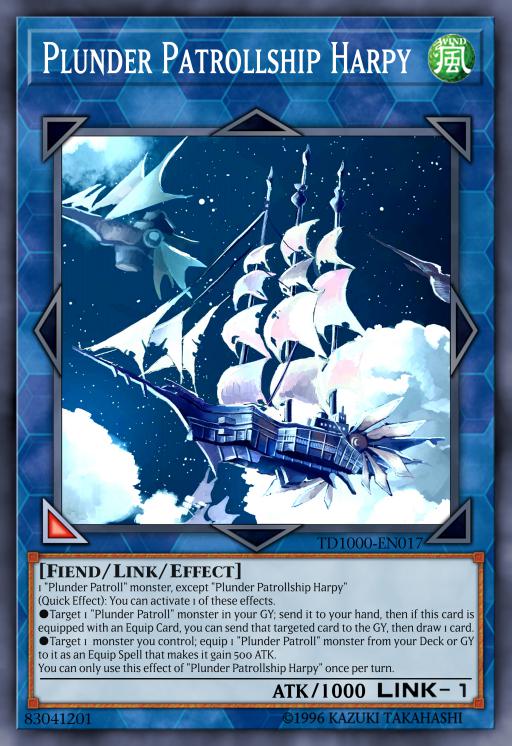 PLUNDER PATROLLSHIP HARPY
WIND
風
TD1000-EN017
[FIEND/LINK/EFFECT]
1 "Plunder Patroll" monster, except "Plunder Patrollship Harpy"
(Quick Effect): You can activate 1 of these effects.
●Target 1 "Plunder Patroll" monster in your GY; send it to your hand, then if this card is
equipped with an Equip Card, you can send that targeted card to the GY, then draw 1 card.
●Target 1 monster you control; equip 1 "Plunder Patroll" monster from your Deck or GY
to it as an Equip Spell that makes it gain 500 ATK.
You can only use this effect of "Plunder Patrollship Harpy" once per turn.
ATK/1000 LINK-1
83041201 ©1996 KAZUKI TAKAHASHI